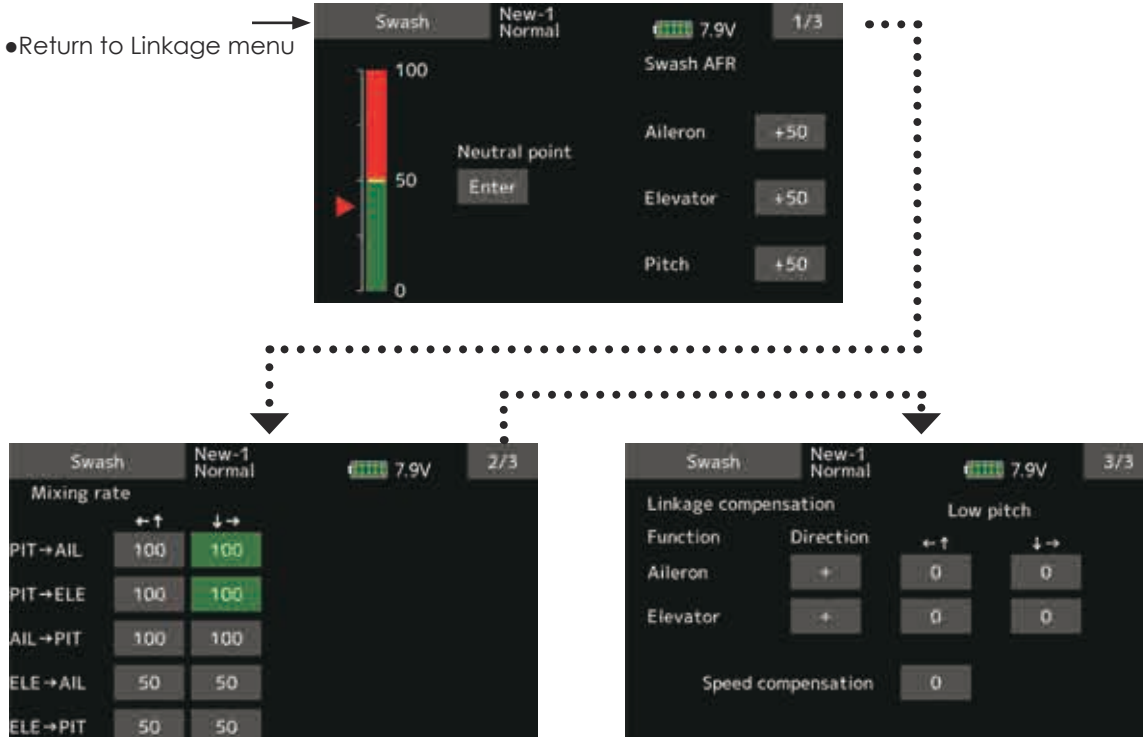 Swash New-1 7.9V 1/3
Normal
●Return to Linkage menu
Swash AFR
100
Aileron +50
Neutral point
50 Enter
Elevator +50
Pitch +50
0
Swash New-1 7.9V 2/3
Normal
Mixing rate
←↑ ↓→
PIT→AIL 100 100
PIT→ELE 100 100
AIL→PIT 100 100
ELE→AIL 50 50
ELE→PIT 50 50
Swash New-1 7.9V 3/3
Normal
Linkage compensation Low pitch
Function Direction ←↑ ↓→
Aileron + 0 0
Elevator + 0 0
Speed compensation 0